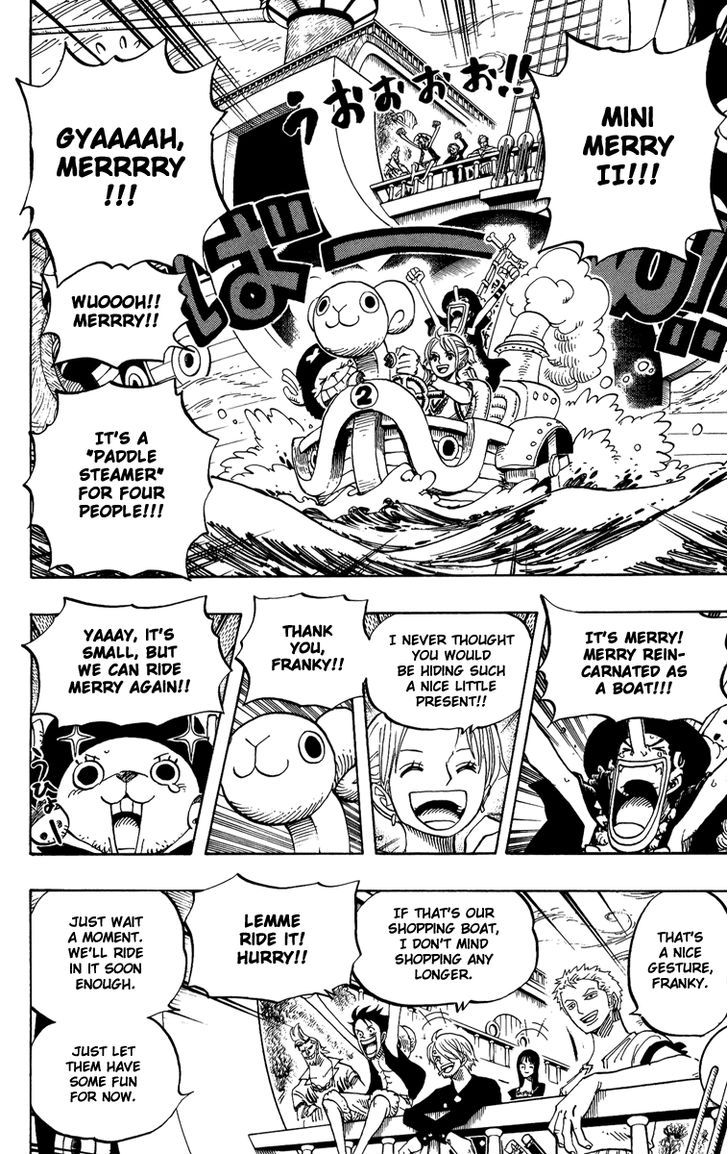 MINI
MERRY
II!!!
うおおおおお!!
GYAAAAH,
MERRRRY
!!!
WUOOOH!!
MERRRY!!
IT'S A
"PADDLE
STEAMER"
FOR FOUR
PEOPLE!!!
2
IT'S MERRY!
MERRY REIN-
CARNATED AS
A BOAT!!!
I NEVER THOUGHT
YOU WOULD
BE HIDING SUCH
A NICE LITTLE
PRESENT!!
THANK
YOU,
FRANKY!!
YAAAY, IT'S
SMALL, BUT
WE CAN RIDE
MERRY AGAIN!!
THAT'S
A NICE
GESTURE,
FRANKY.
IF THAT'S OUR
SHOPPING BOAT,
I DON'T MIND
SHOPPING ANY
LONGER.
LEMME
RIDE IT!
HURRY!!
JUST WAIT
A MOMENT.
WE'LL RIDE
IN IT SOON
ENOUGH.
JUST LET
THEM HAVE
SOME FUN
FOR NOW.